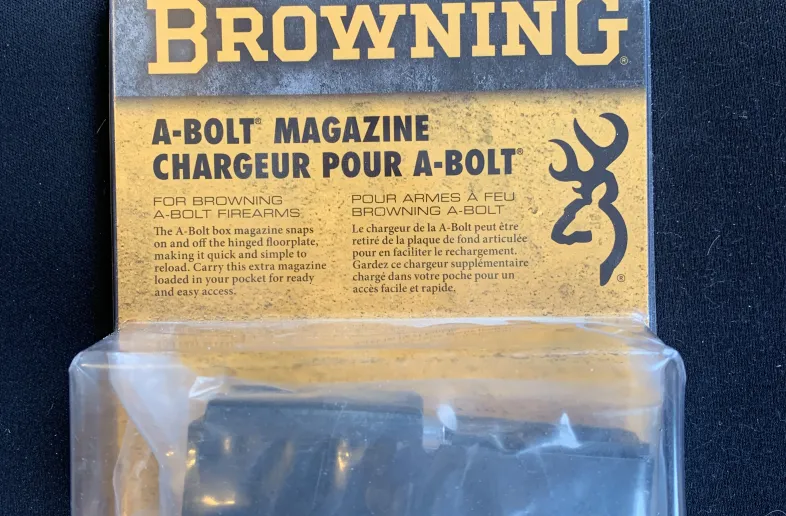 BROWNING®
A-BOLT® MAGAZINE
CHARGEUR POUR A-BOLT®
FOR BROWNING
A-BOLT FIREARMS
The A-Bolt box magazine snaps
on and off the hinged floorplate,
making it quick and simple to
reload. Carry this extra magazine
loaded in your pocket for ready
and easy access.
POUR ARMES À FEU
BROWNING A-BOLT
Le chargeur de la A-Bolt peut être
retiré de la plaque de fond articulée
pour en faciliter le rechargement.
Gardez ce chargeur supplémentaire
chargé dans votre poche pour un
accès facile et rapide.
®